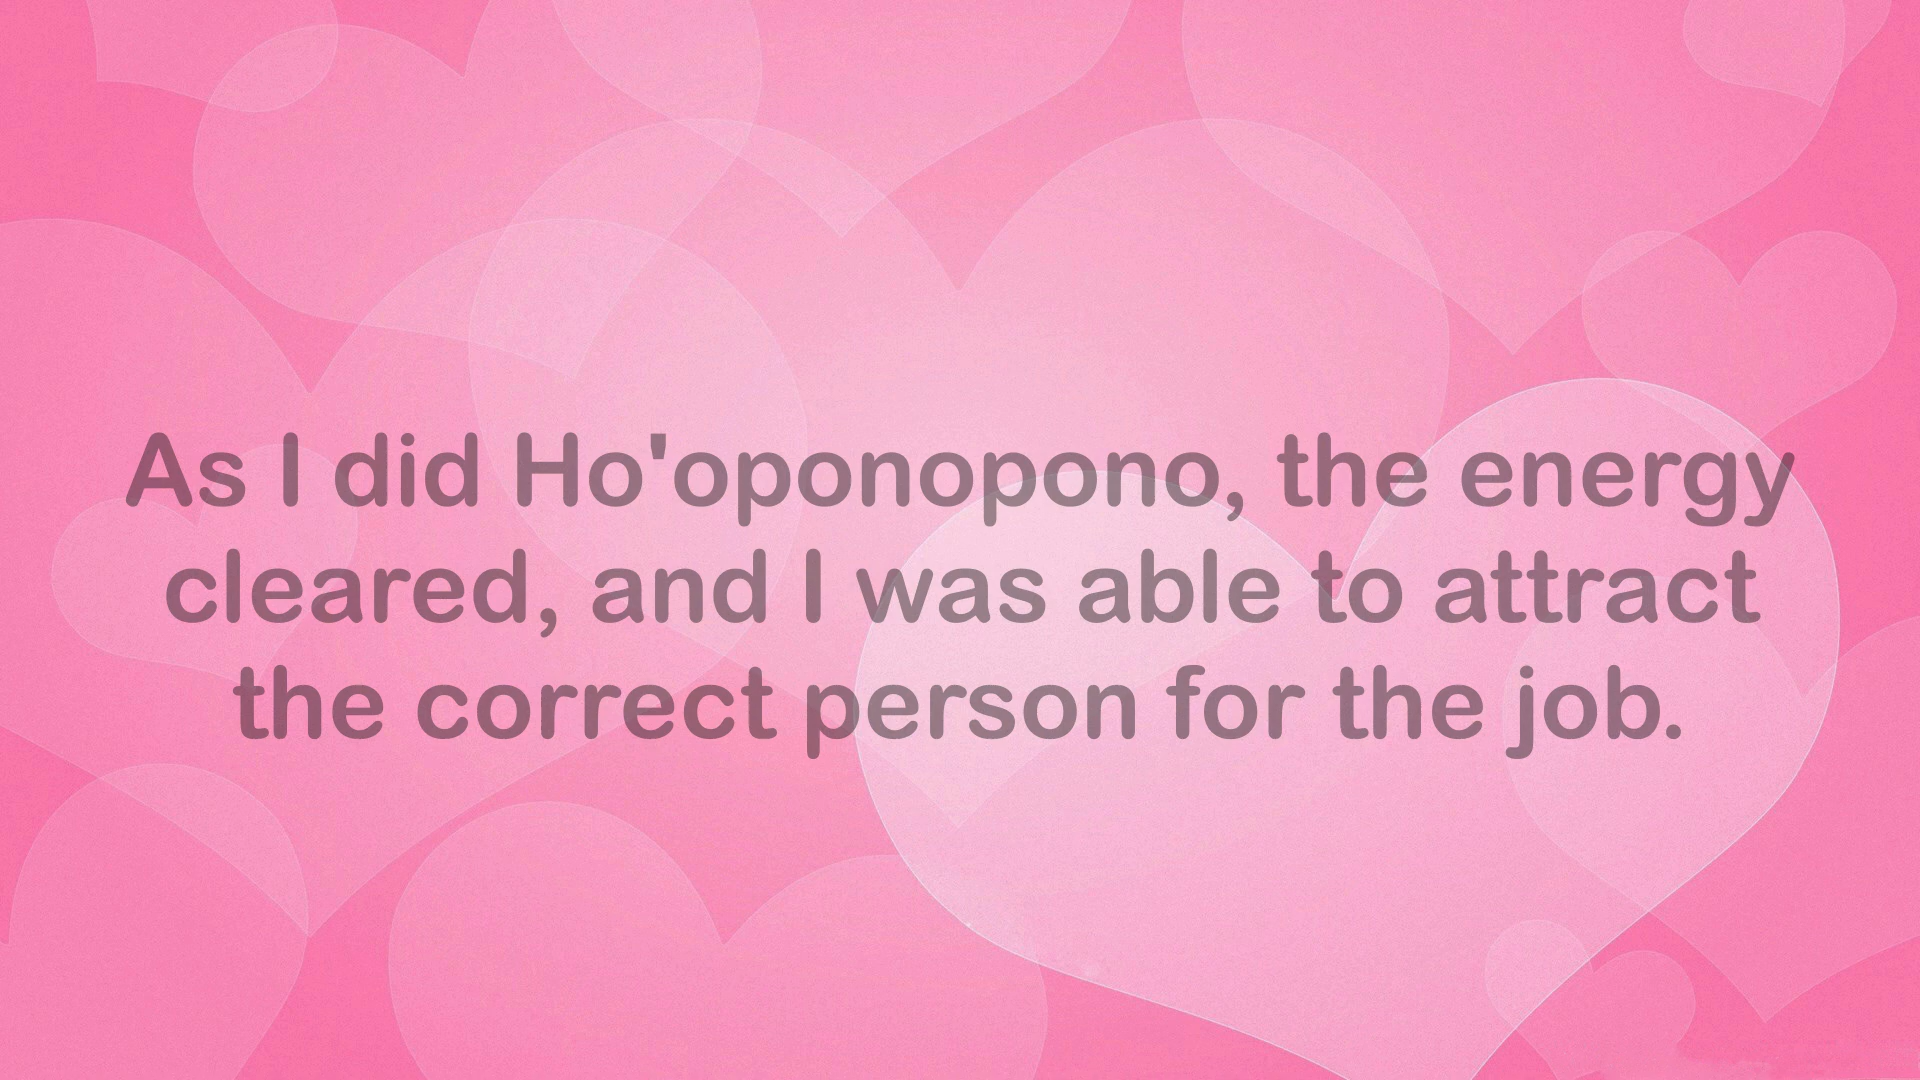 As I did Ho'oponopono, the energy
cleared, and I was able to attract
the correct person for the job.